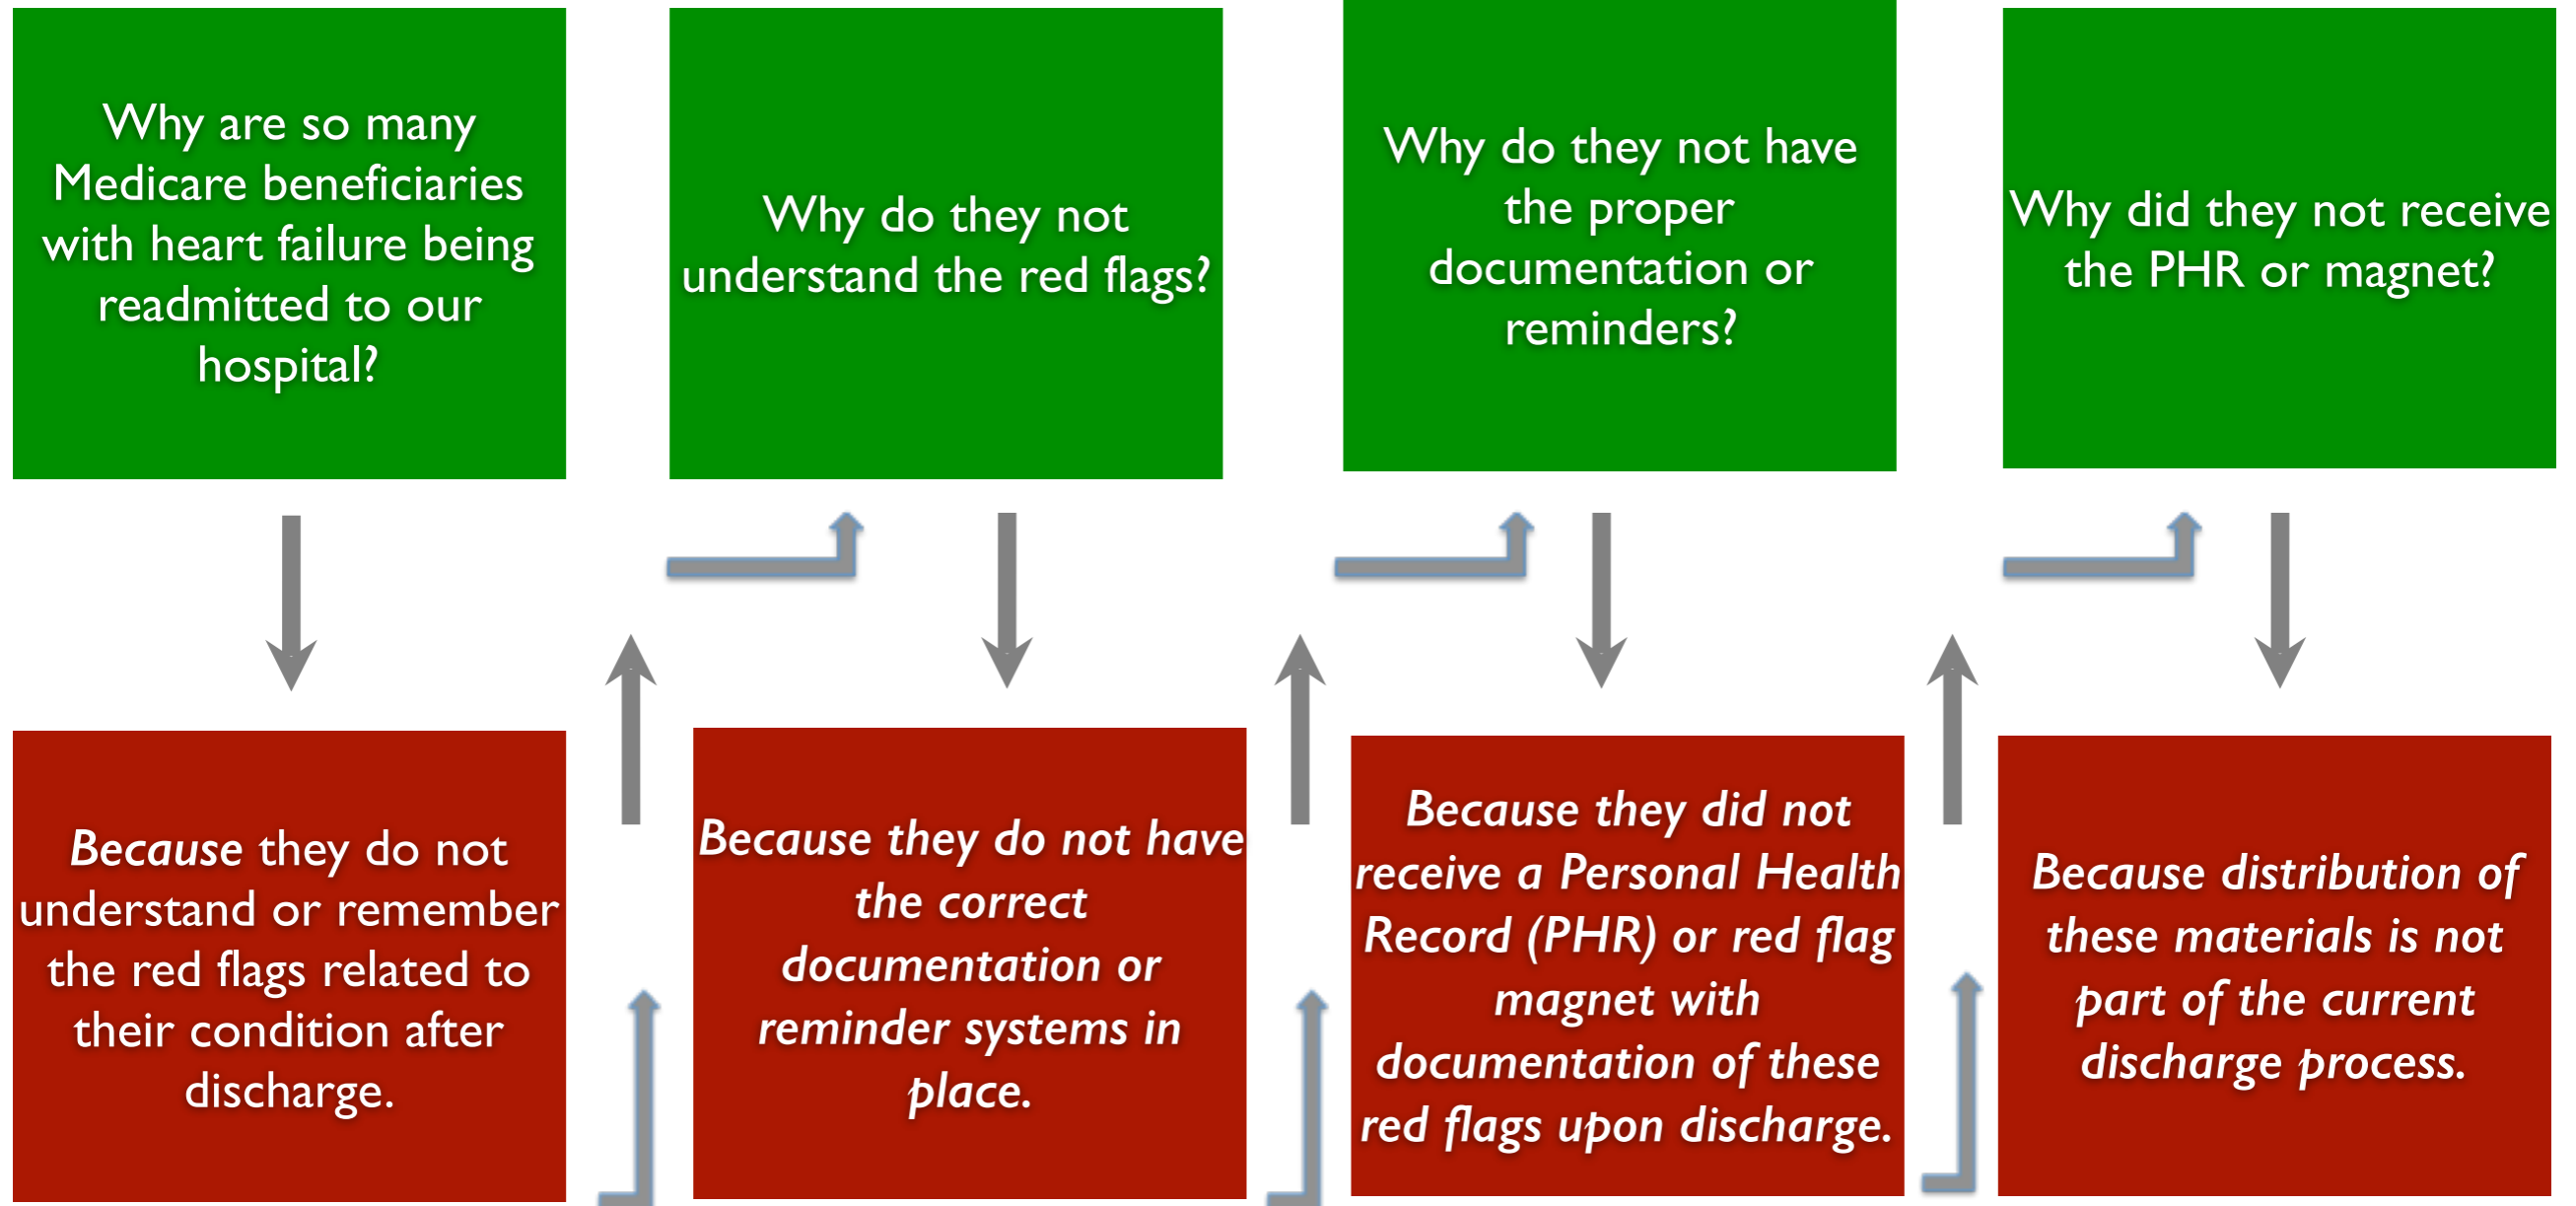 Why are so many
Medicare beneficiaries
with heart failure being
readmitted to our
hospital?
Because they do not
understand or remember
the red flags related to
their condition after
discharge.
Why do they not
understand the red flags?
Because they do not have
the correct
documentation or
reminder systems in
place.
Why do they not have
the proper
documentation or
reminders?
Because they did not
receive a Personal Health
Record (PHR) or red flag
magnet with
documentation of these
red flags upon discharge.
Why did they not receive
the PHR or magnet?
Because distribution of
these materials is not
part of the current
discharge process.